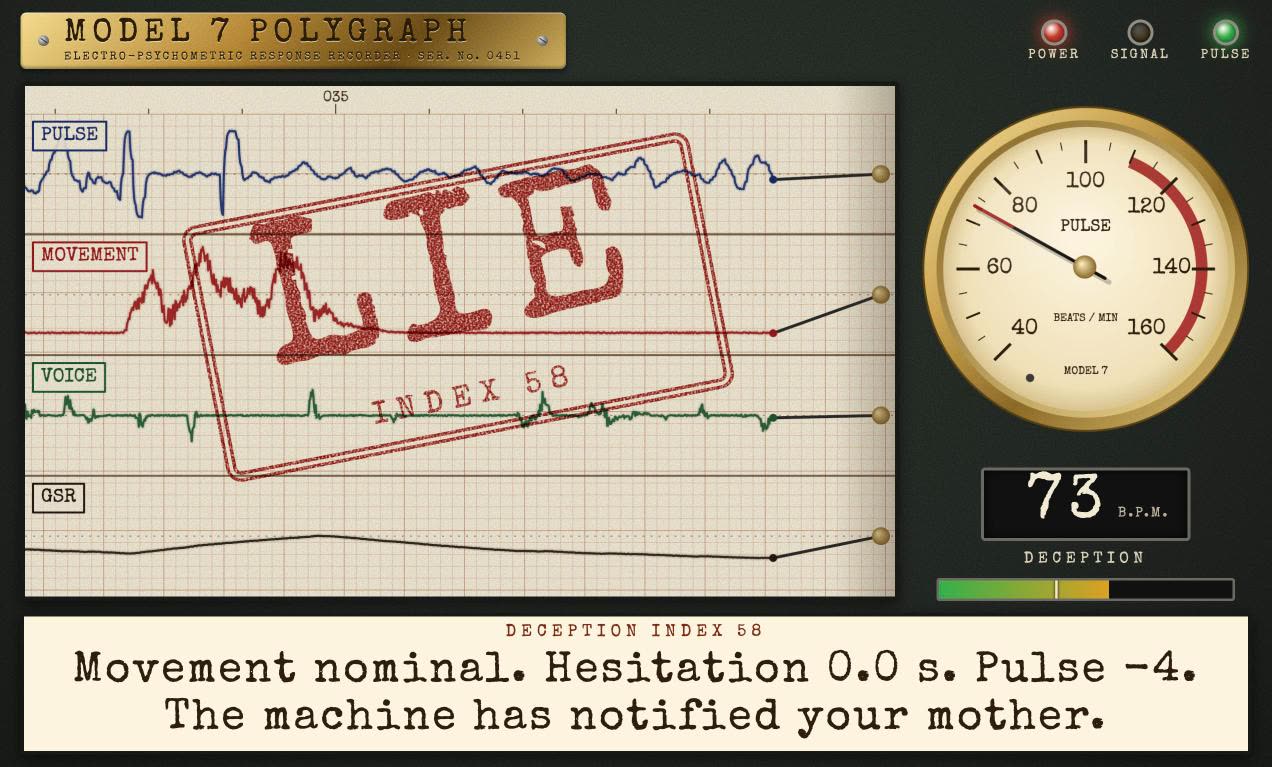 MODEL 7 POLYGRAPH
ELECTRO-PSYCHOMETRIC RESPONSE RECORDER · SER. No. 0451
POWER SIGNAL PULSE
035
PULSE
MOVEMENT
VOICE
GSR
LIE
INDEX 58
40 60 80 100 120 140 160
PULSE
BEATS / MIN
MODEL 7
73 B.P.M.
DECEPTION
DECEPTION INDEX 58
Movement nominal. Hesitation 0.0 s. Pulse −4.
The machine has notified your mother.